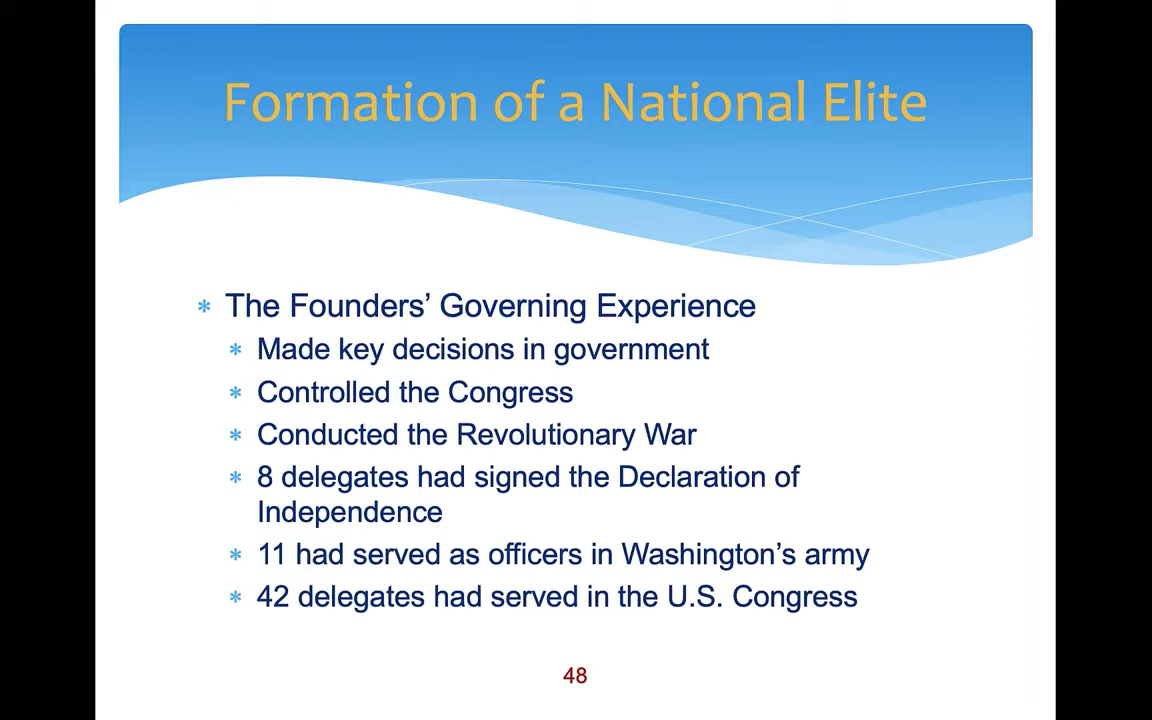 Formation of a National Elite
* The Founders’ Governing Experience
* Made key decisions in government
* Controlled the Congress
* Conducted the Revolutionary War
* 8 delegates had signed the Declaration of
Independence
* 11 had served as officers in Washington’s army
* 42 delegates had served in the U.S. Congress
48